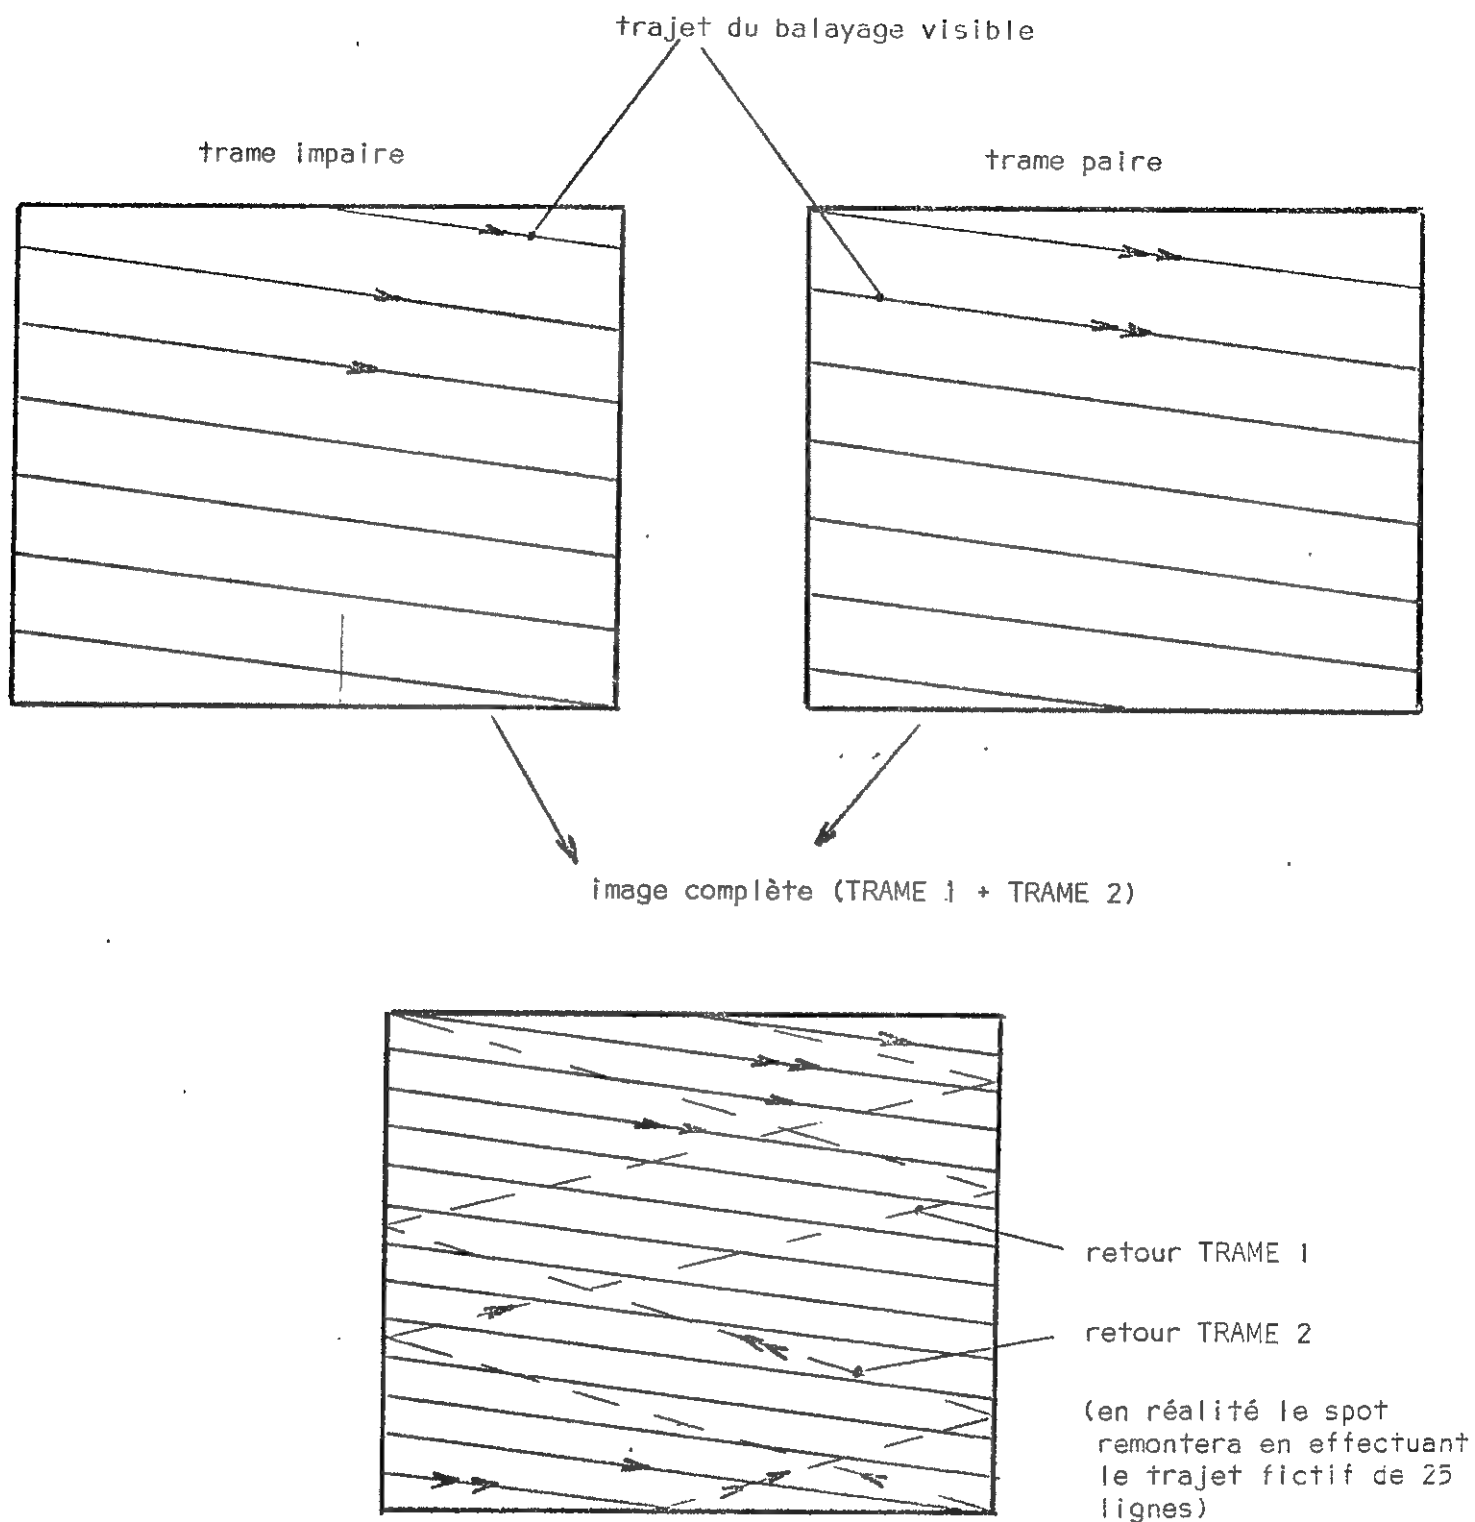 trajet du balayage visible
trame impaire
trame paire
image complète (TRAME 1 + TRAME 2)
retour TRAME 1
retour TRAME 2
(en réalité le spot
remontera en effectuant
le trajet fictif de 25
lignes)